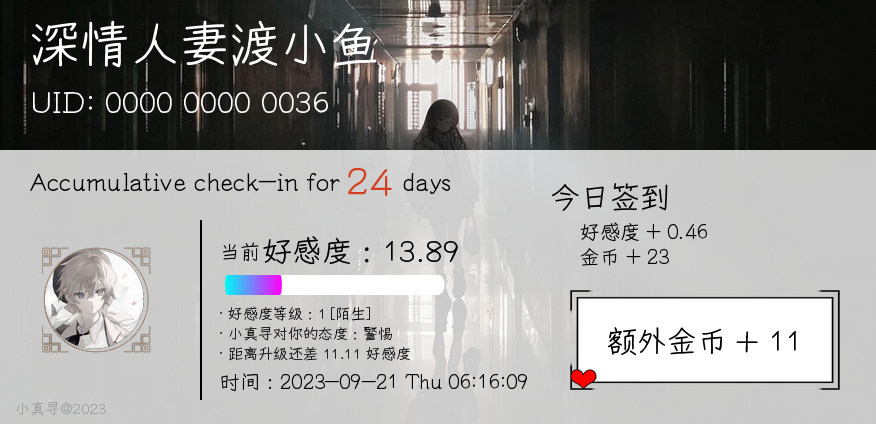 深情人妻渡小鱼
UID: 0000 0000 0036
Accumulative check-in for 24 days
当前好感度：13.89
· 好感度等级：1 [陌生]
· 小真寻对你的态度：警惕
· 距离升级还差 11.11 好感度
时间：2023-09-21 Thu 06:16:09
今日签到
好感度 + 0.46
金币 + 23
额外金币 + 11
小真寻@2023